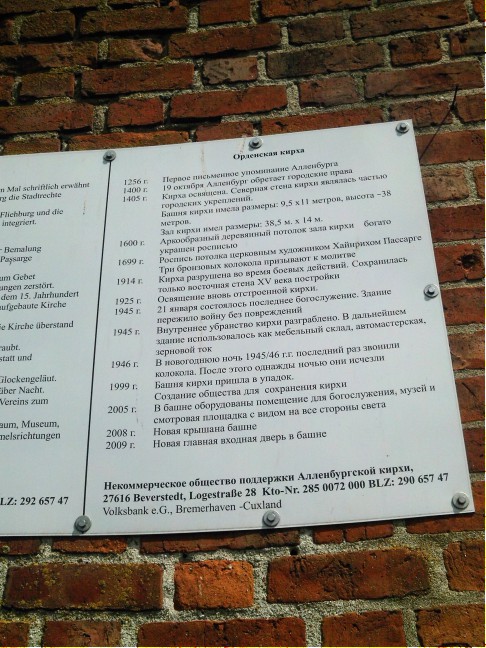 n Mal schriftlich erwähnt
rg die Stadtrechte
Fliehburg und die
integriert.
r Bemalung
Passarge
um Gebet
ungen zerstört.
dem 15. Jahrhundert
aufgebaute Kirche
ie Kirche überstand
raubt.
statt und
Glockengeläut.
über Nacht.
Vereins zum
aum, Museum,
melsrichtungen
LZ: 292 657 47
Орденская кирха
1256 г. Первое письменное упоминание Алленбурга
1400 г. 19 октября Алленбург обретает городские права
1405 г. Кирха освящена. Северная стена кирхи являлась частью
городских укреплений.
Башня кирхи имела размеры: 9,5 х11 метров, высота ~38
метров.
Зал кирхи имел размеры: 38,5 м. х 14 м.
1600 г. Аркообразный деревянный потолок зала кирхи богато
украшен росписью
1699 г. Роспись потолка церковным художником Хайнрихом Пассарге
Три бронзовых колокола призывают к молитве
1914 г. Кирха разрушена во время боевых действий. Сохранилась
только восточная стена XV века постройки
1925 г. Освящение вновь отстроенной кирхи.
1945 г. 21 января состоялось последнее богослужение. Здание
пережило войну без повреждений
1945 г. Внутреннее убранство кирхи разграблено. В дальнейшем
здание использовалось как мебельный склад, автомастерская,
зерновой ток
1946 г. В новогоднюю ночь 1945/46 г.г. последний раз звонили
колокола. После этого однажды ночью они исчезли
Башня кирхи пришла в упадок.
1999 г. Создание общества для сохранения кирхи
2005 г. В башне оборудованы помещение для богослужения, музей и
смотровая площадка с видом на все стороны света
2008 г. Новая крышана башне
2009 г. Новая главная входная дверь в башне
Некоммерческое общество поддержки Алленбургской кирхи,
27616 Beverstedt, Logestraße 28 Kto-Nr. 285 0072 000 BLZ: 290 657 47
Volksbank e.G., Bremerhaven -Cuxland